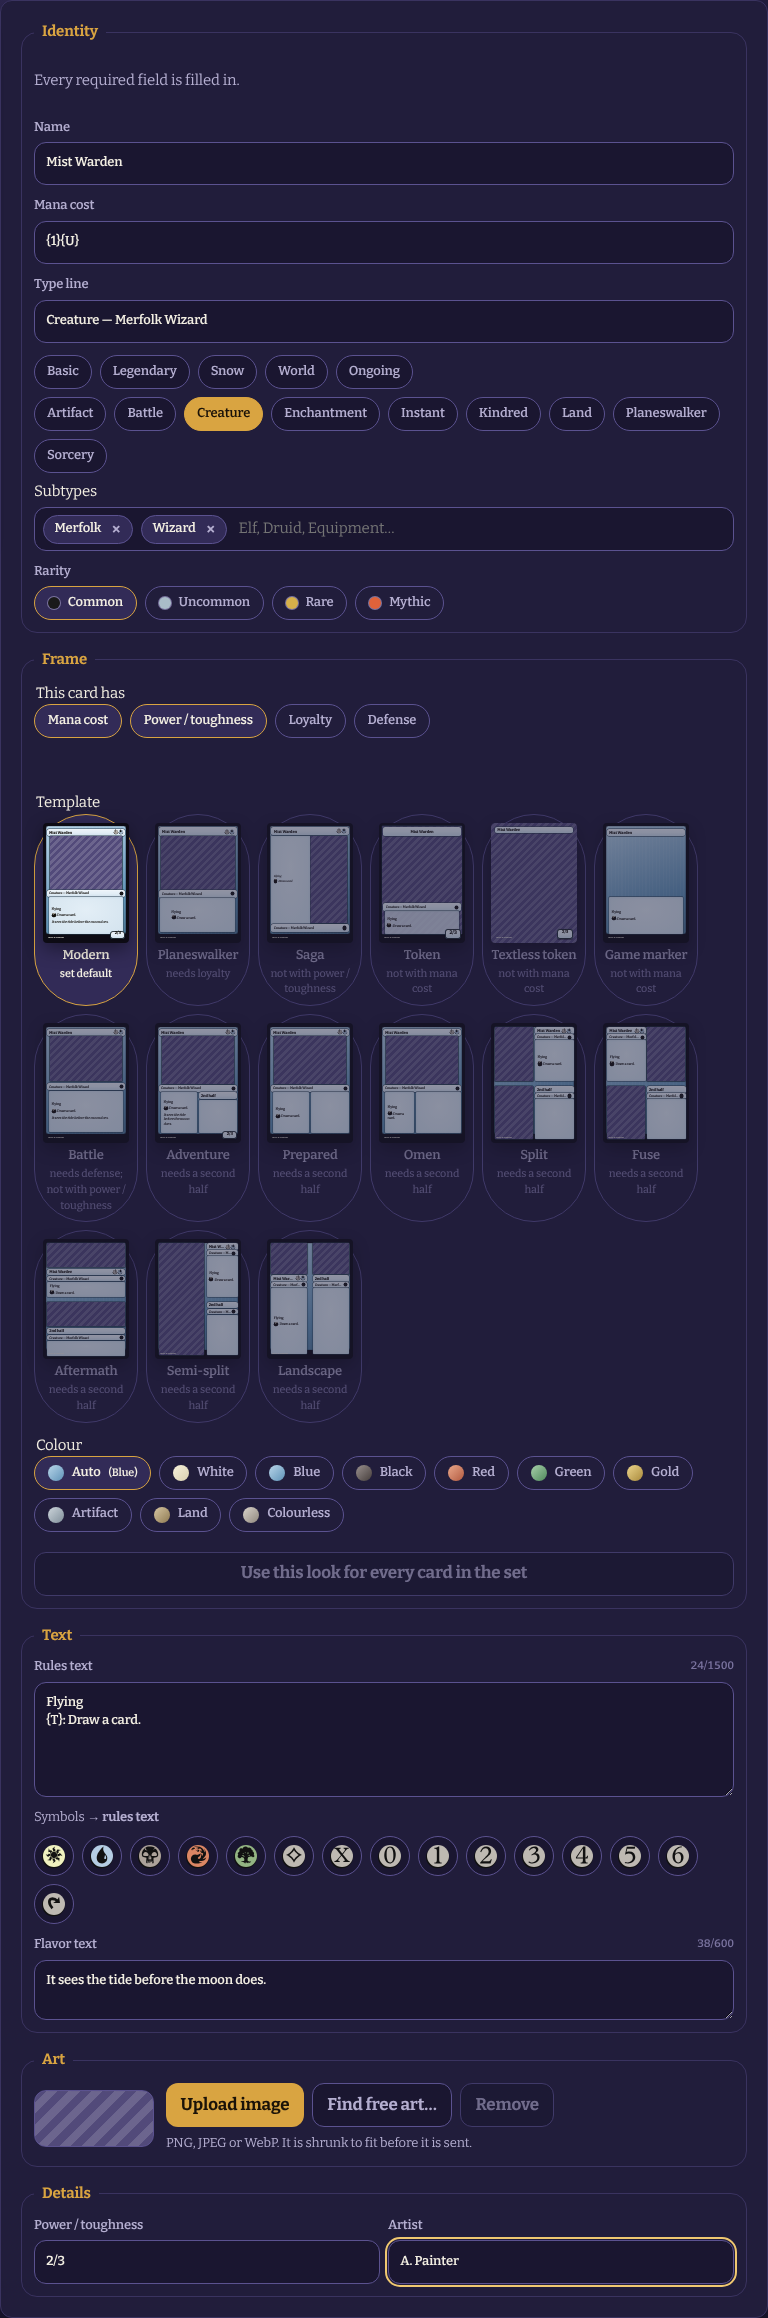 Identity
Every required field is filled in.
Name
Mist Warden
Mana cost
{1}{U}
Type line
Creature — Merfolk Wizard
Basic Legendary Snow World Ongoing
Artifact Battle Creature Enchantment Instant Kindred Land Planeswalker
Sorcery
Subtypes
Merfolk × Wizard × Elf, Druid, Equipment...
Rarity
Common Uncommon Rare Mythic
Frame
This card has
Mana cost Power / toughness Loyalty Defense
Template
Modern
set default
Planeswalker
needs loyalty
Saga
not with power /
toughness
Token
not with mana
cost
Textless token
not with mana
cost
Game marker
not with mana
cost
Battle
needs defense;
not with power /
toughness
Adventure
needs a second
half
Prepared
needs a second
half
Omen
needs a second
half
Split
needs a second
half
Fuse
needs a second
half
Aftermath
needs a second
half
Semi-split
needs a second
half
Landscape
needs a second
half
Colour
Auto (Blue) White Blue Black Red Green Gold
Artifact Land Colourless
Use this look for every card in the set
Text
Rules text 24/1500
Flying
{T}: Draw a card.
Symbols → rules text
X 0 1 2 3 4 5 6
Flavor text 38/600
It sees the tide before the moon does.
Art
Upload image Find free art... Remove
PNG, JPEG or WebP. It is shrunk to fit before it is sent.
Details
Power / toughness Artist
2/3 A. Painter